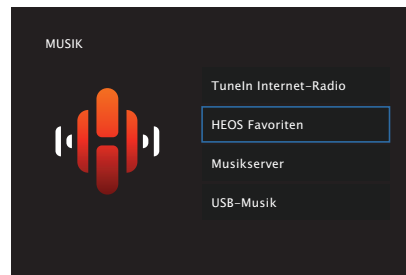 MUSIK
TuneIn Internet-Radio
HEOS Favoriten
Musikserver
USB-Musik